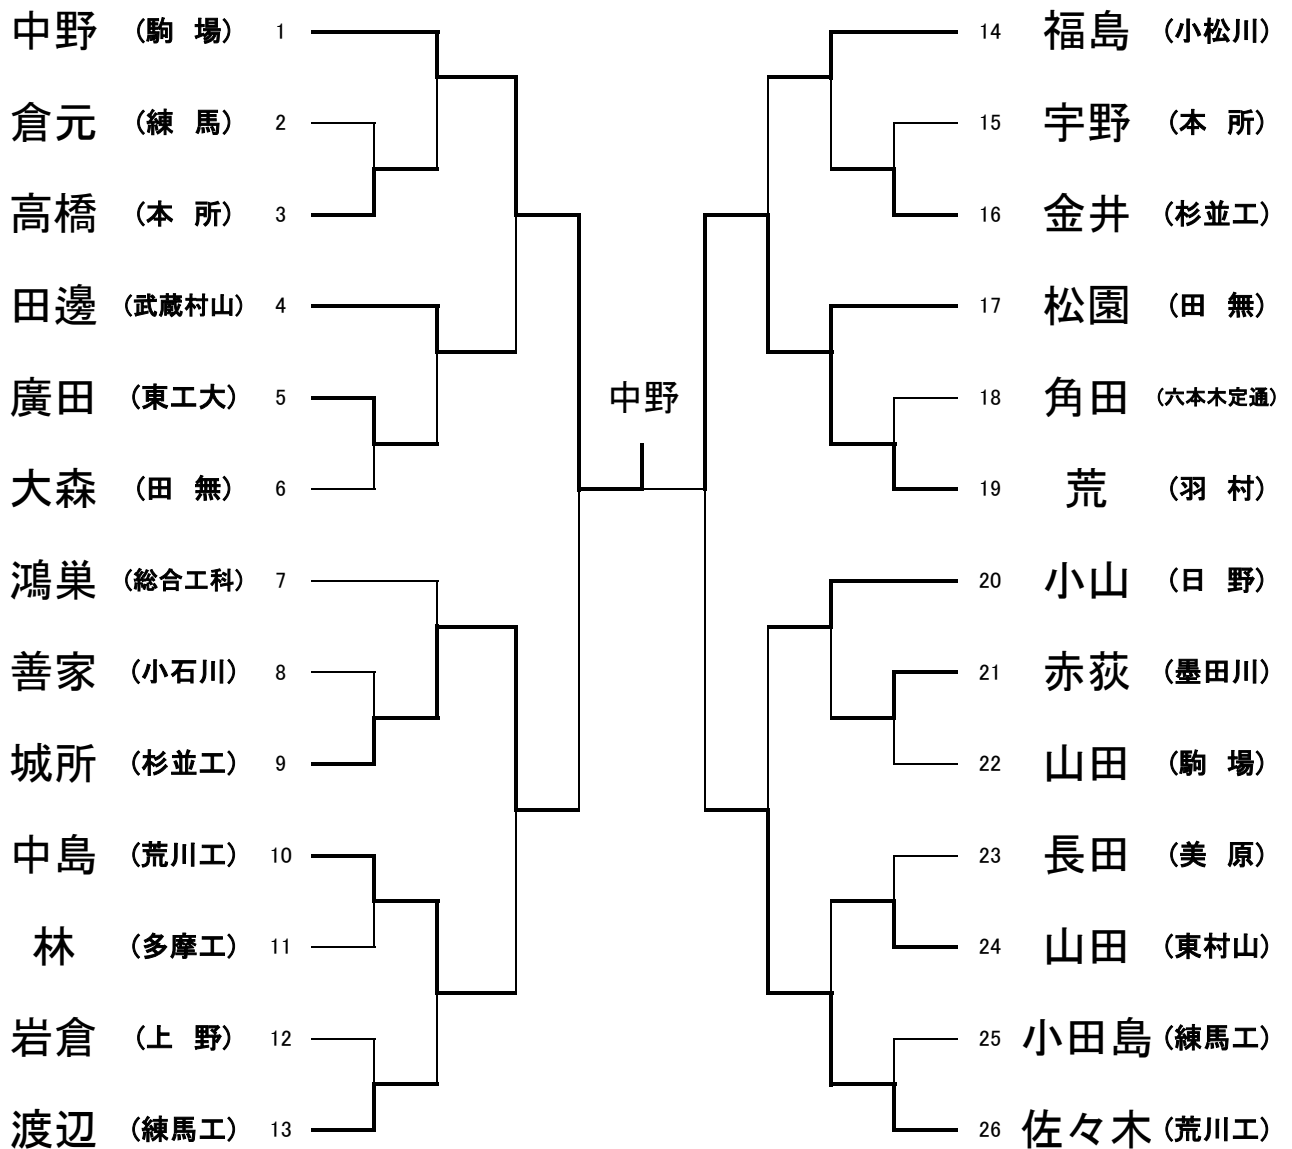 中野 （駒 場） 1
倉元 （練 馬） 2
高橋 （本 所） 3
田邊 （武蔵村山） 4
廣田 （東工大） 5
大森 （田 無） 6
鴻巣 （総合工科） 7
善家 （小石川） 8
城所 （杉並工） 9
中島 （荒川工） 10
林 （多摩工） 11
岩倉 （上 野） 12
渡辺 （練馬工） 13
中野
14 福島 （小松川）
15 宇野 （本 所）
16 金井 （杉並工）
17 松園 （田 無）
18 角田 （六本木定通）
19 荒 （羽 村）
20 小山 （日 野）
21 赤荻 （墨田川）
22 山田 （駒 場）
23 長田 （美 原）
24 山田 （東村山）
25 小田島 （練馬工）
26 佐々木 （荒川工）